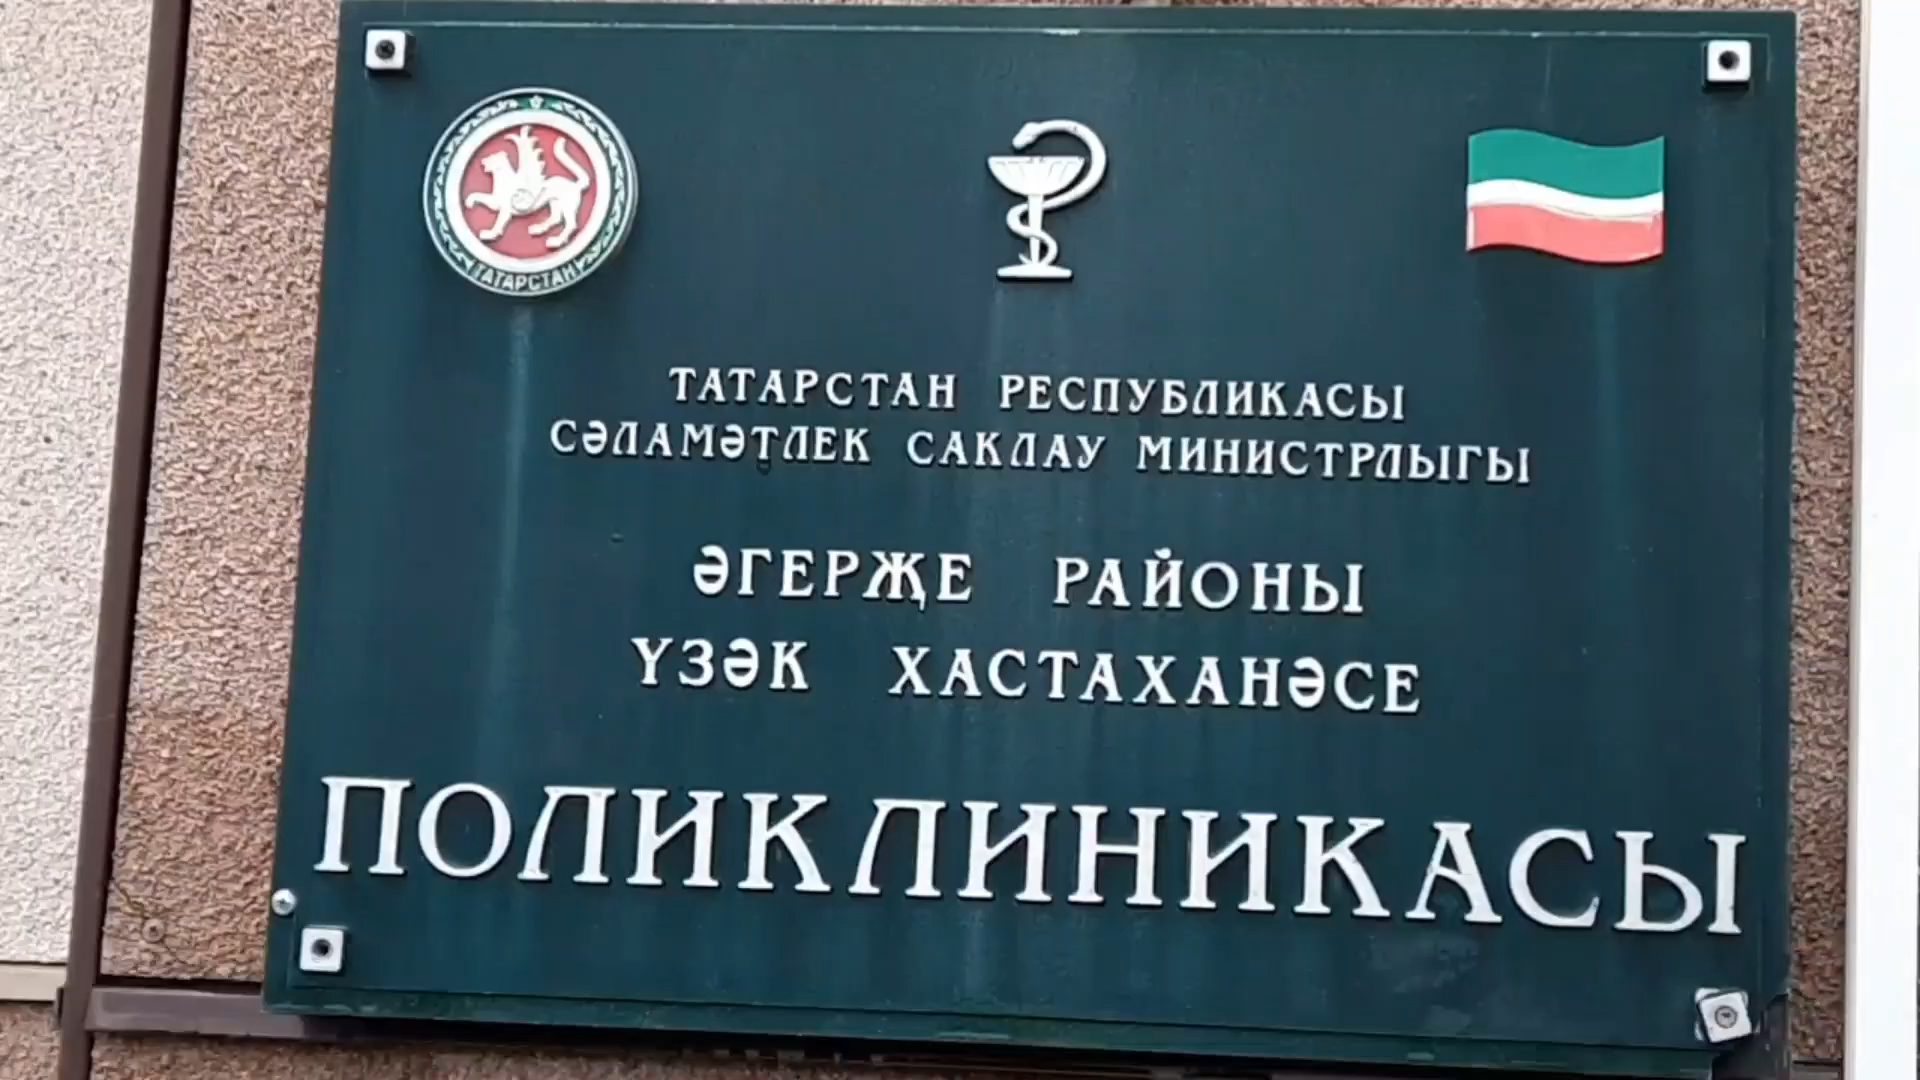 ТАТАРСТАН
ТАТАРСТАН РЕСПУБЛИКАСЫ
СӘЛАМӘТЛЕК САКЛАУ МИНИСТРЛЫГЫ
ӘГЕРҖЕ РАЙОНЫ
ҮЗӘК ХАСТАХАНӘСЕ
ПОЛИКЛИНИКАСЫ